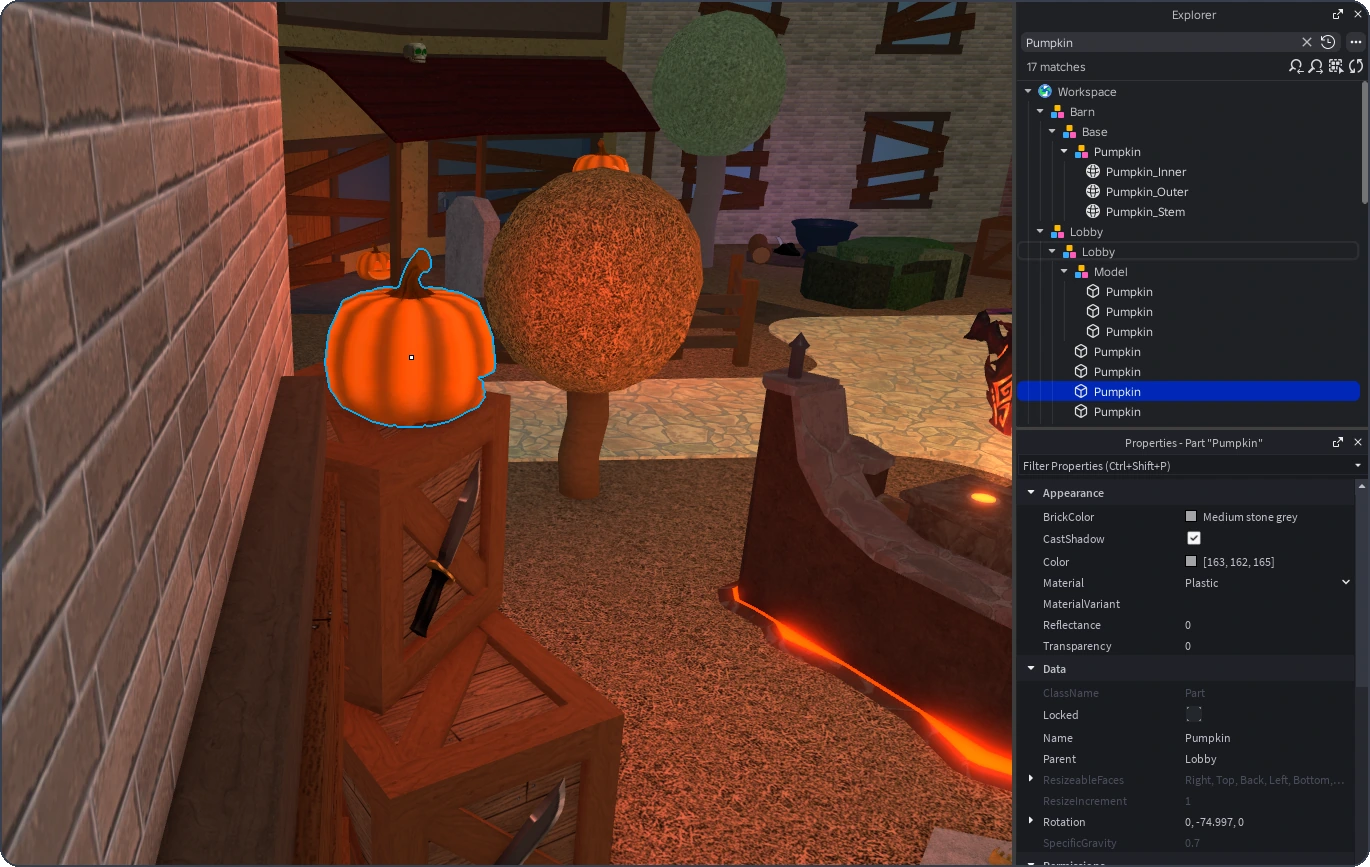 Explorer
Pumpkin
17 matches
Workspace
Barn
Base
Pumpkin
Pumpkin_Inner
Pumpkin_Outer
Pumpkin_Stem
Lobby
Lobby
Model
Pumpkin
Pumpkin
Pumpkin
Pumpkin
Pumpkin
Pumpkin
Pumpkin
Properties - Part "Pumpkin"
Filter Properties (Ctrl+Shift+P)
Appearance
BrickColor Medium stone grey
CastShadow
Color [163, 162, 165]
Material Plastic
MaterialVariant
Reflectance 0
Transparency 0
Data
ClassName Part
Locked
Name Pumpkin
Parent Lobby
ResizeableFaces Right, Top, Back, Left, Bottom,...
ResizeIncrement 1
Rotation 0, -74.997, 0
SpecificGravity 0.7